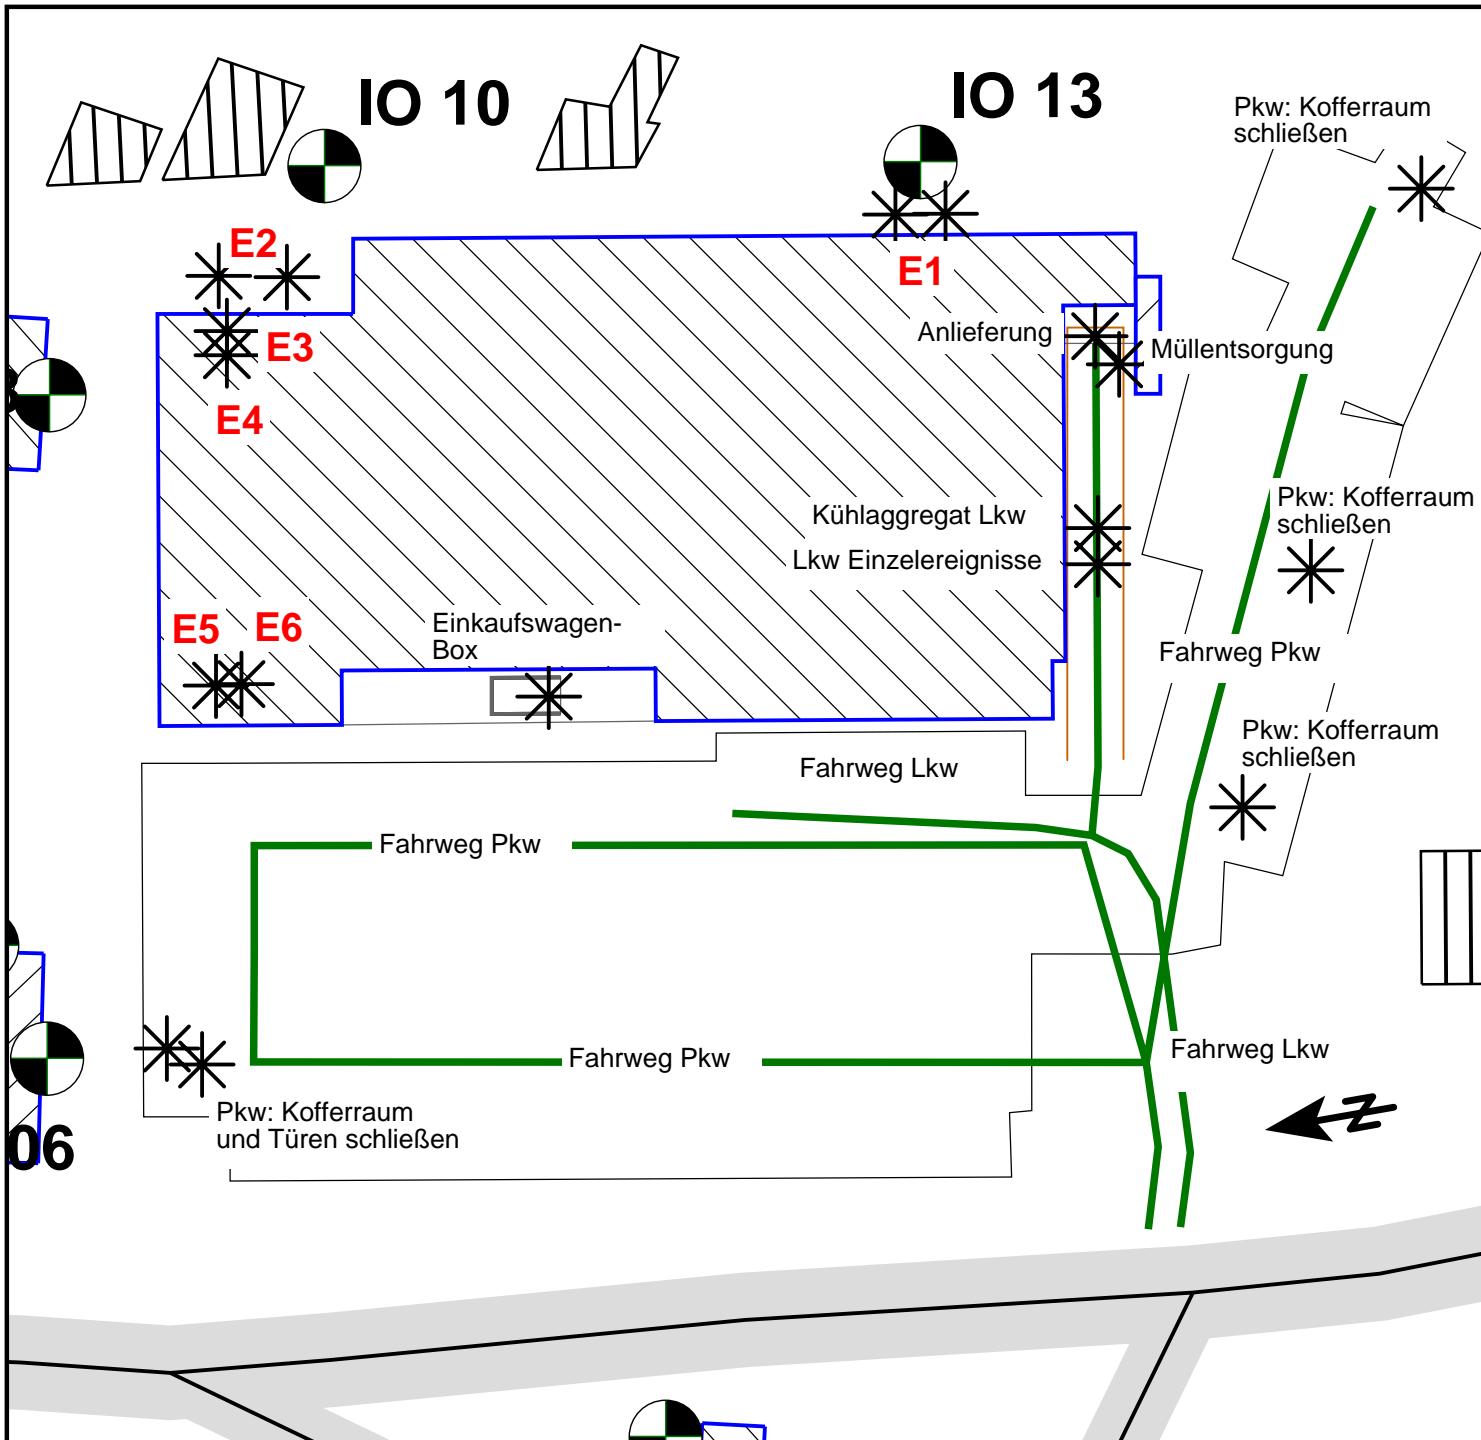 IO 10
IO 13
Pkw: Kofferraum
schließen
E2
E1
E3
Anlieferung
Müllentsorgung
E4
Pkw: Kofferraum
schließen
Kühlaggregat Lkw
Lkw Einzelereignisse
E5
E6
Einkaufswagen-
Box
Fahrweg Pkw
Pkw: Kofferraum
schließen
Fahrweg Lkw
Fahrweg Pkw
Fahrweg Pkw
Fahrweg Lkw
Pkw: Kofferraum
und Türen schließen
N
06